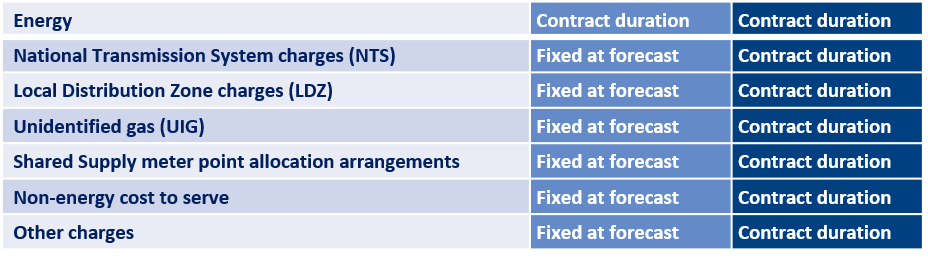 Energy Contract duration Contract duration
National Transmission System charges (NTS) Fixed at forecast Contract duration
Local Distribution Zone charges (LDZ) Fixed at forecast Contract duration
Unidentified gas (UIG) Fixed at forecast Contract duration
Shared Supply meter point allocation arrangements Fixed at forecast Contract duration
Non-energy cost to serve Fixed at forecast Contract duration
Other charges Fixed at forecast Contract duration